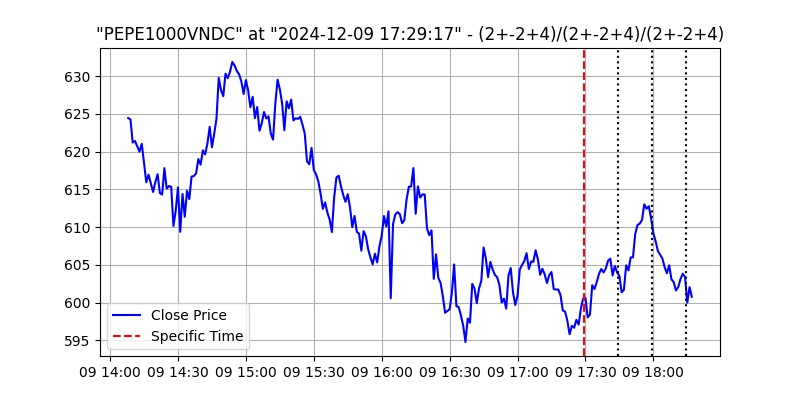 "PEPE1000VNDC" at "2024-12-09 17:29:17" - (2+-2+4)/(2+-2+4)/(2+-2+4)
630
625
620
615
610
605
600
595
Close Price
Specific Time
09 14:00 09 14:30 09 15:00 09 15:30 09 16:00 09 16:30 09 17:00 09 17:30 09 18:00